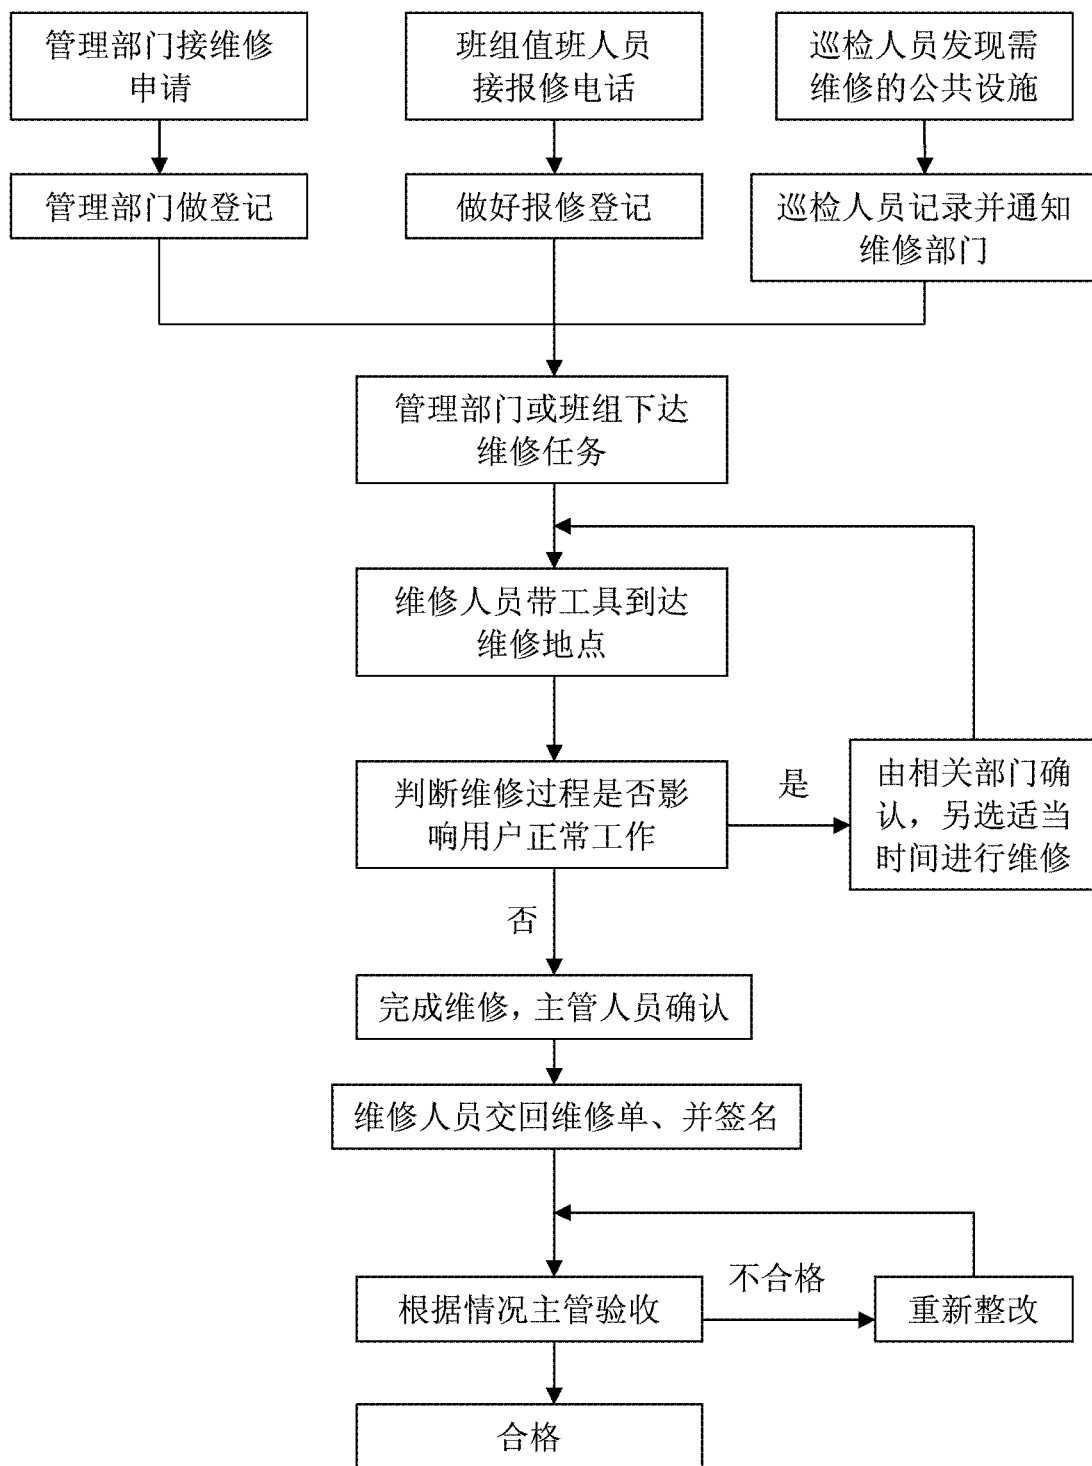 管理部门接维修
申请
班组值班人员
接报修电话
巡检人员发现需
维修的公共设施
管理部门做登记
做好报修登记
巡检人员记录并通知
维修部门
管理部门或班组下达
维修任务
维修人员带工具到达
维修地点
判断维修过程是否影
响用户正常工作
是
由相关部门确
认，另选适当
时间进行维修
否
完成维修，主管人员确认
维修人员交回维修单、并签名
根据情况主管验收
不合格
重新整改
合格